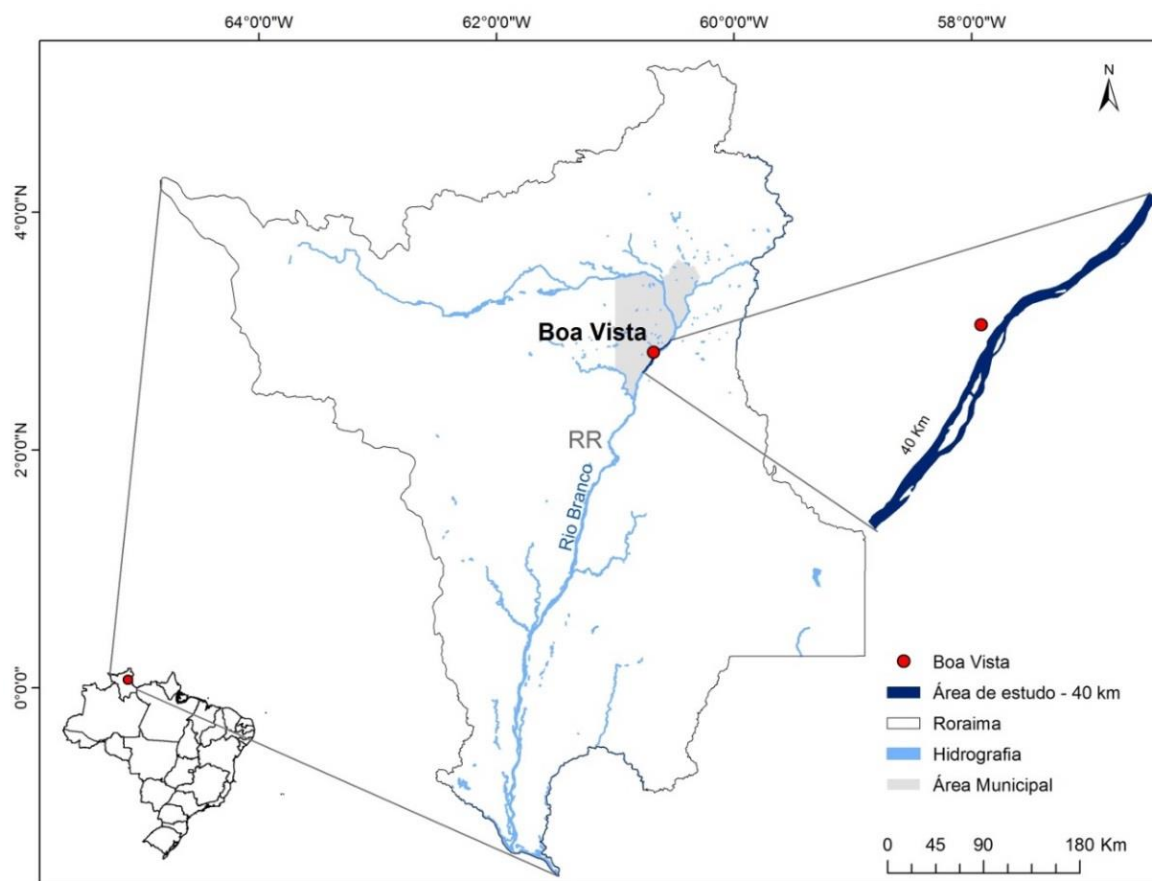 64°0'0"W 62°0'0"W 60°0'0"W 58°0'0"W
N
4°0'0"N
Boa Vista
40 Km
2°0'0"N
RR
Rio Branco
0°0'0"
Boa Vista
Área de estudo - 40 km
Roraima
Hidrografia
Área Municipal
0 45 90 180 Km